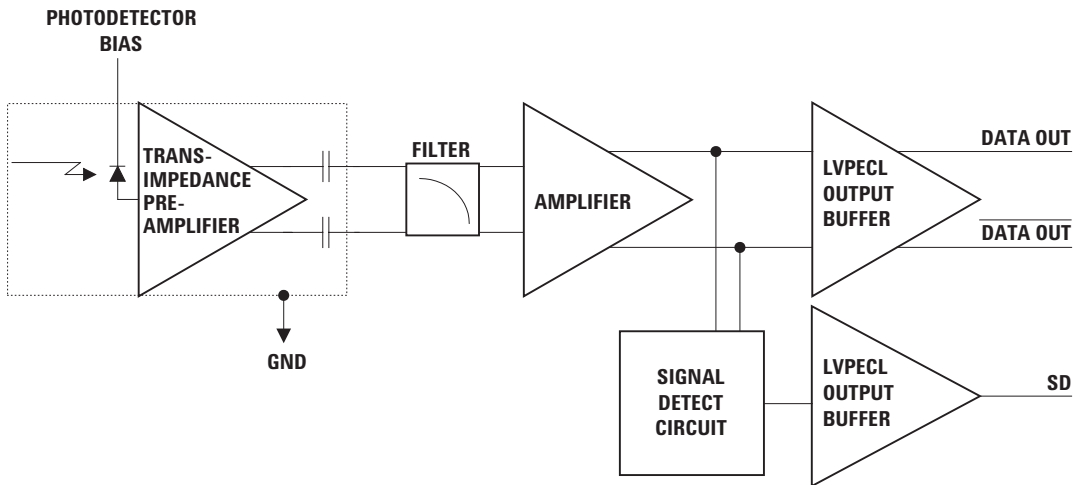 PHOTODETECTOR
BIAS
TRANS-
IMPEDANCE
PRE-
AMPLIFIER
GND
FILTER
AMPLIFIER
LVPECL
OUTPUT
BUFFER
DATA OUT
DATA OUT
SIGNAL
DETECT
CIRCUIT
LVPECL
OUTPUT
BUFFER
SD